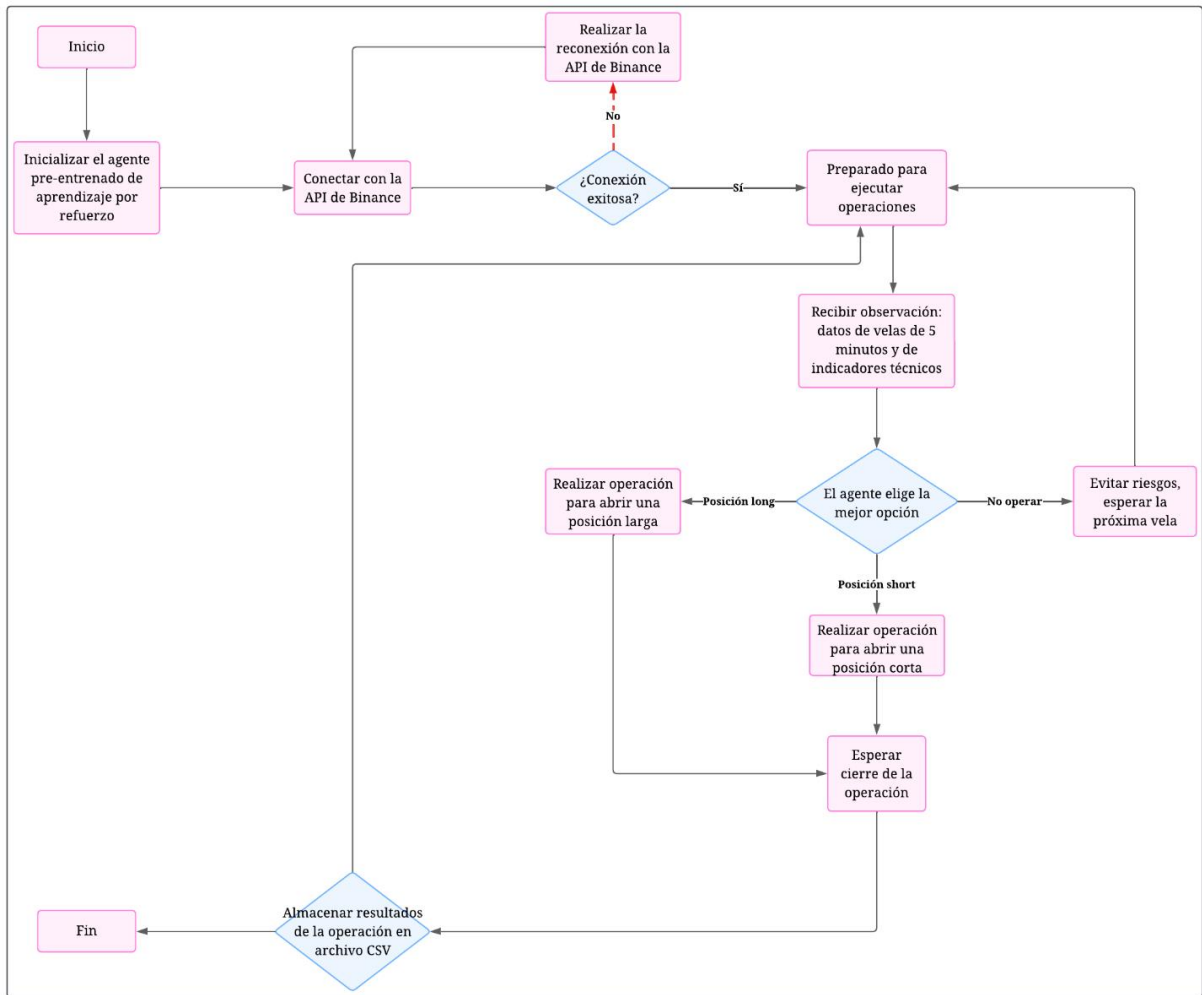 Inicio
Realizar la
reconexión con la
API de Binance
No
Inicializar el agente
pre-entrenado de
aprendizaje por
refuerzo
Conectar con la
API de Binance
¿Conexión
exitosa?
Sí
Preparado para
ejecutar
operaciones
Recibir observación:
datos de velas de 5
minutos y de
indicadores técnicos
Realizar operación
para abrir una
posición larga
Posición long
El agente elige la
mejor opción
No operar
Evitar riesgos,
esperar la
próxima vela
Posición short
Realizar operación
para abrir una
posición corta
Esperar
cierre de la
operación
Almacenar resultados
de la operación en
archivo CSV
Fin